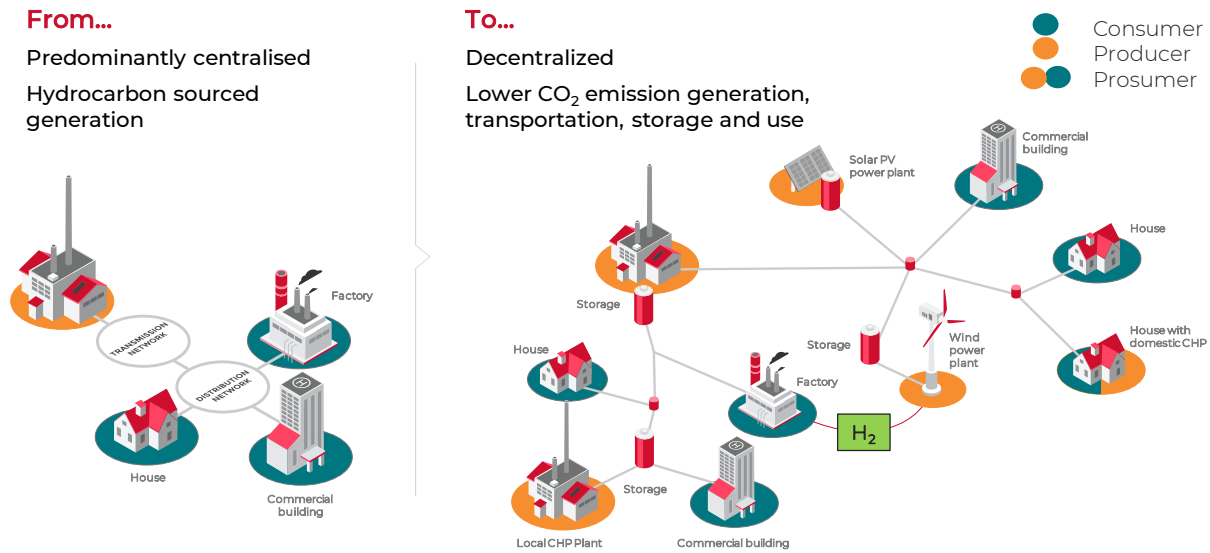 From...
Predominantly centralised
Hydrocarbon sourced
generation
TRANSMISSION
NETWORK
DISTRIBUTION
NETWORK
Factory
House
Commercial
building
To...
Decentralized
Lower CO₂ emission generation,
transportation, storage and use
Consumer
Producer
Prosumer
Solar PV
power plant
Commercial
building
House
House with
domestic CHP
Storage
Storage
Wind
power
plant
House
Factory
H₂
Storage
Local CHP Plant
Commercial building
H
H
H